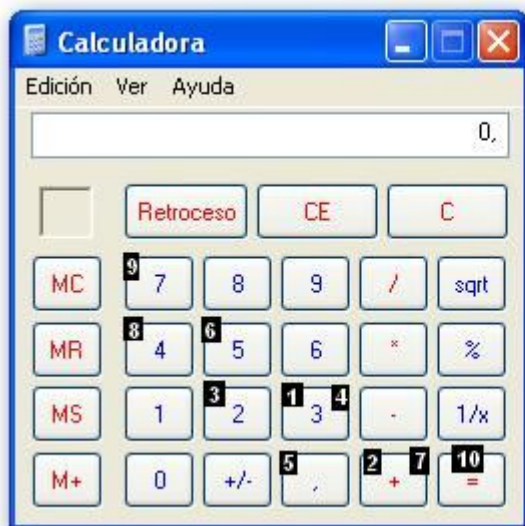 Calculadora
Edición Ver Ayuda
0,
Retroceso CE C
MC 9 7 8 9 / sqrt
MR 8 4 6 5 6 * %
MS 1 3 2 1 3 4 - 1/x
M+ 0 +/- 5 , 2 + 7 10 =